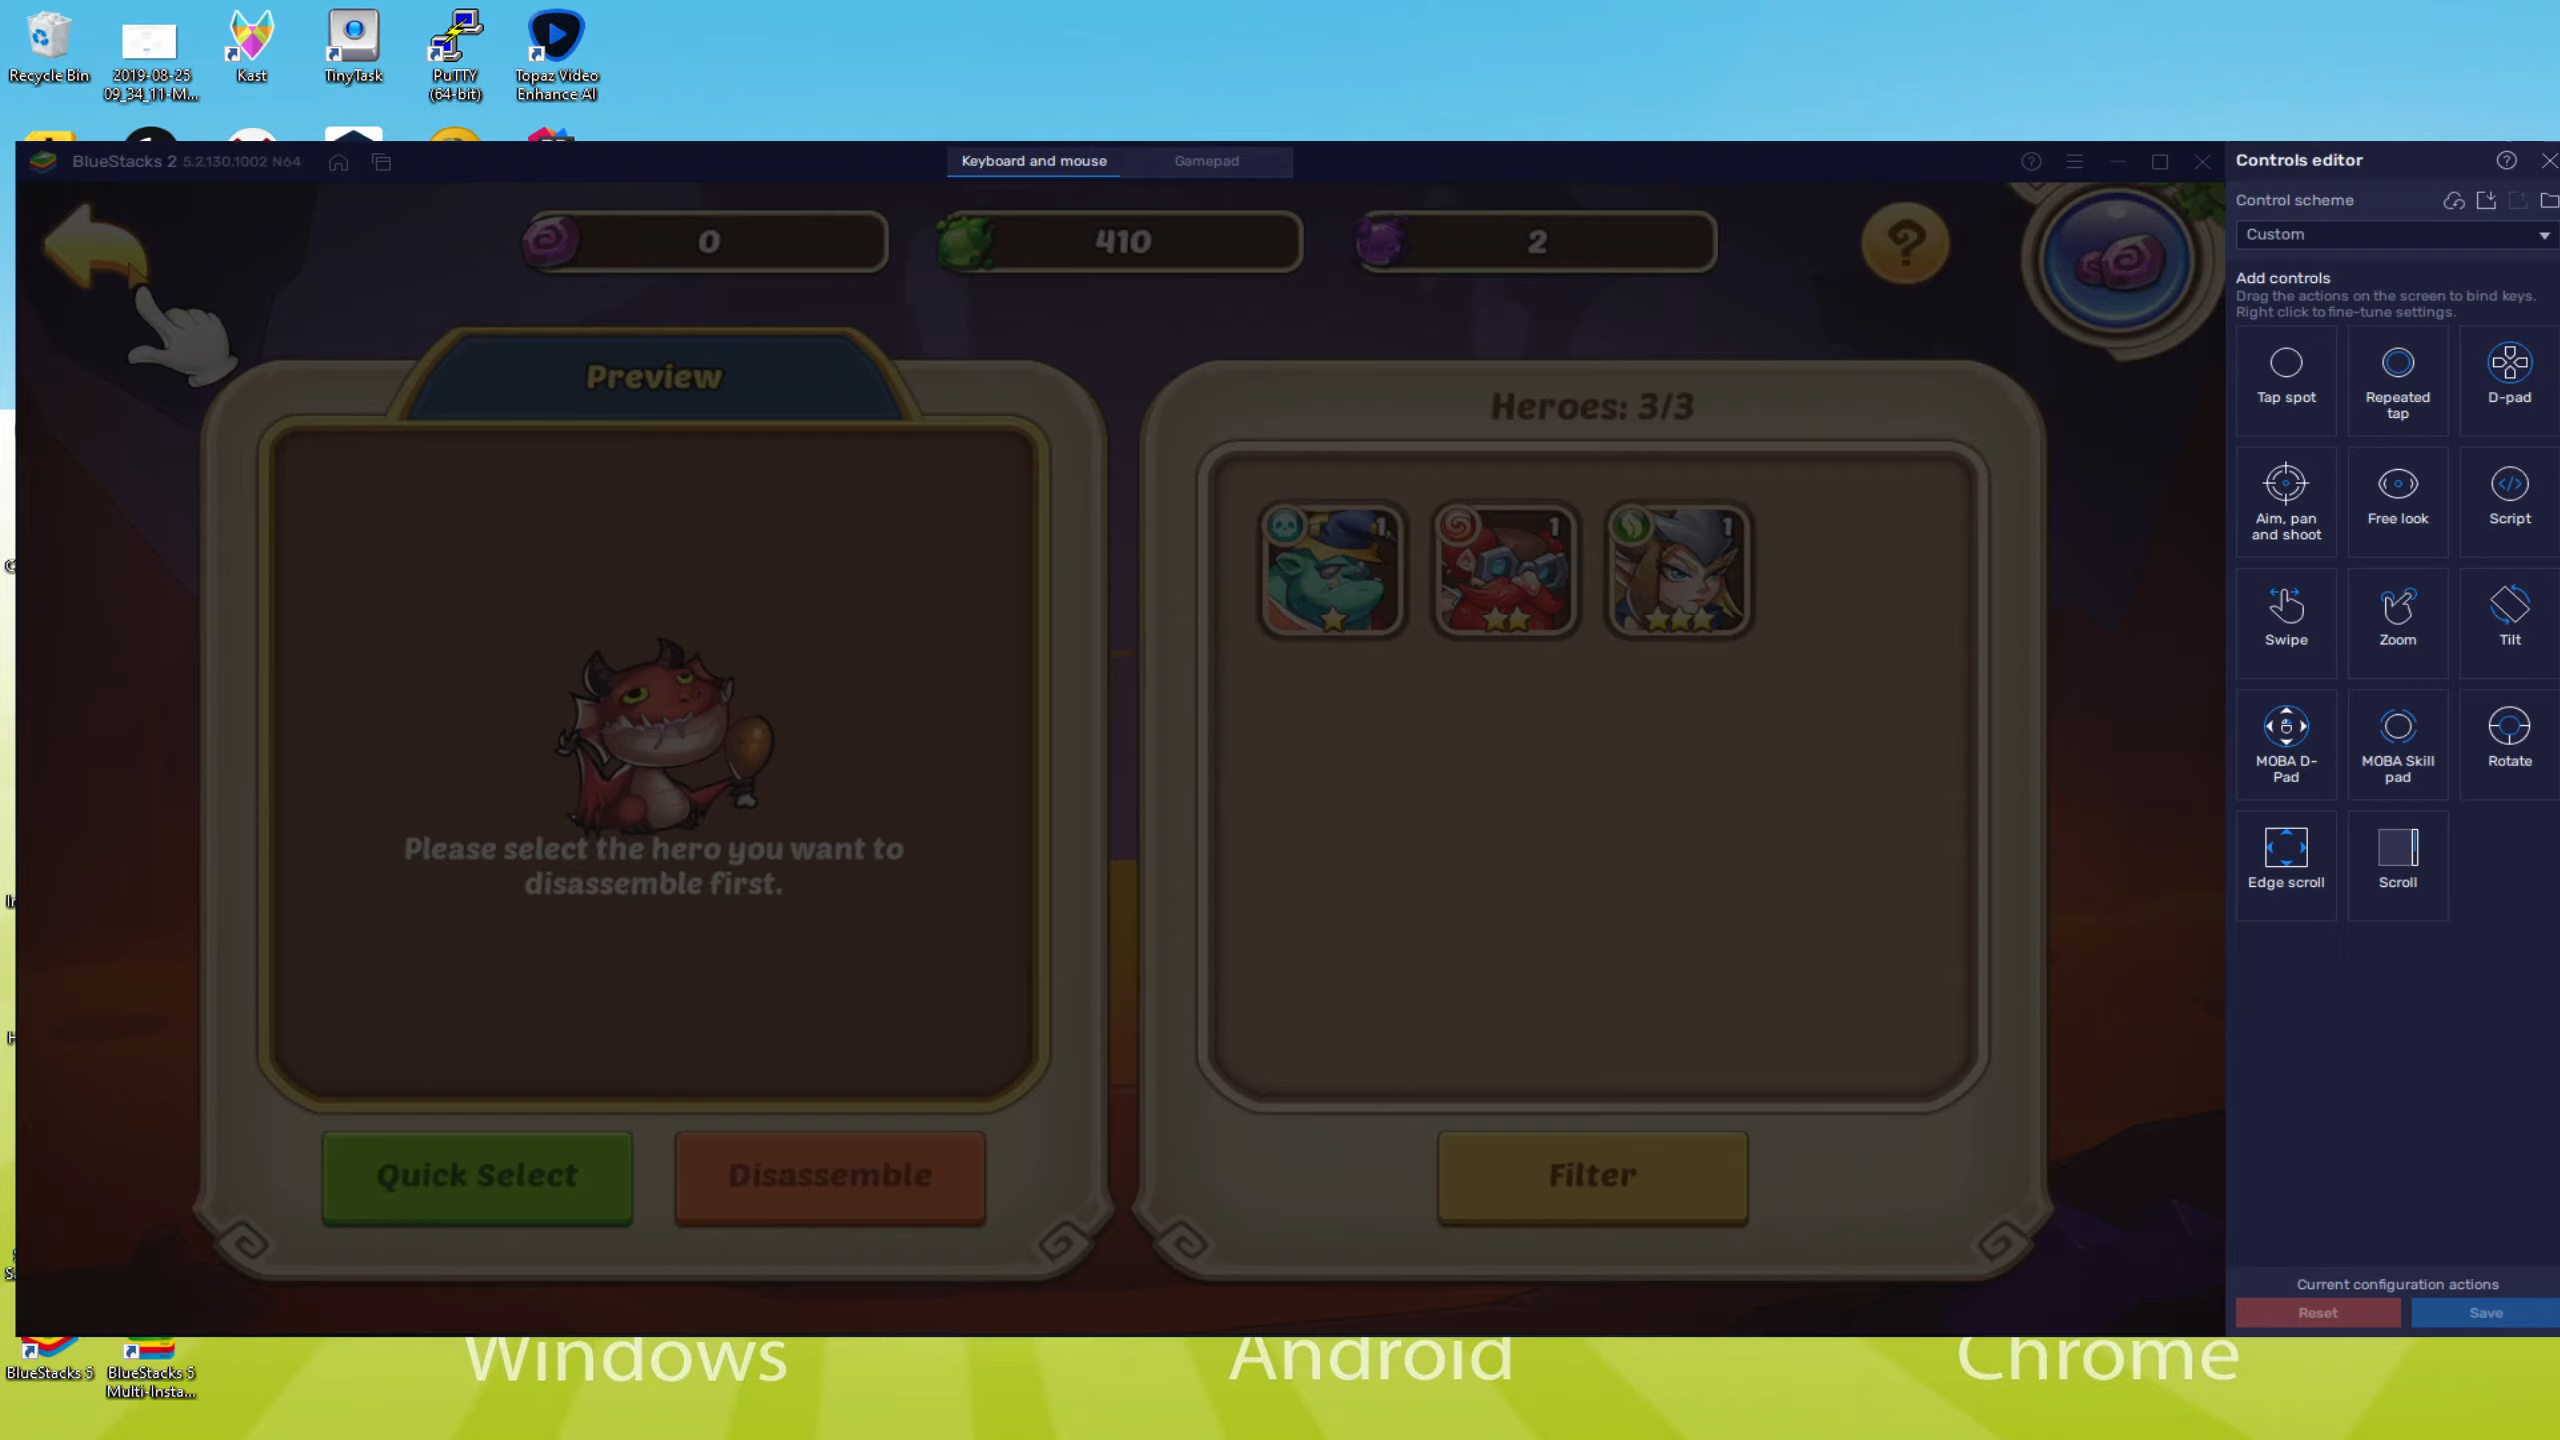 Recycle Bin
2019-08-25
09_34_11-M...
Kast
TinyTask
PuTTY
(64-bit)
Topaz Video
Enhance AI
BlueStacks 2 5.2.130.1002 N64
Keyboard and mouse
Gamepad
0
410
2
Preview
Please select the hero you want to
disassemble first.
Quick Select
Disassemble
Heroes: 3/3
1
1
1
Filter
Controls editor
Control scheme
Custom
Add controls
Drag the actions on the screen to bind keys.
Right click to fine-tune settings.
Tap spot
Repeated
tap
D-pad
Aim, pan
and shoot
Free look
Script
Swipe
Zoom
Tilt
MOBA D-
Pad
MOBA Skill
pad
Rotate
Edge scroll
Scroll
Current configuration actions
Reset
Save
BlueStacks 5
BlueStacks 5
Multi-Insta...
Windows
Android
Chrome